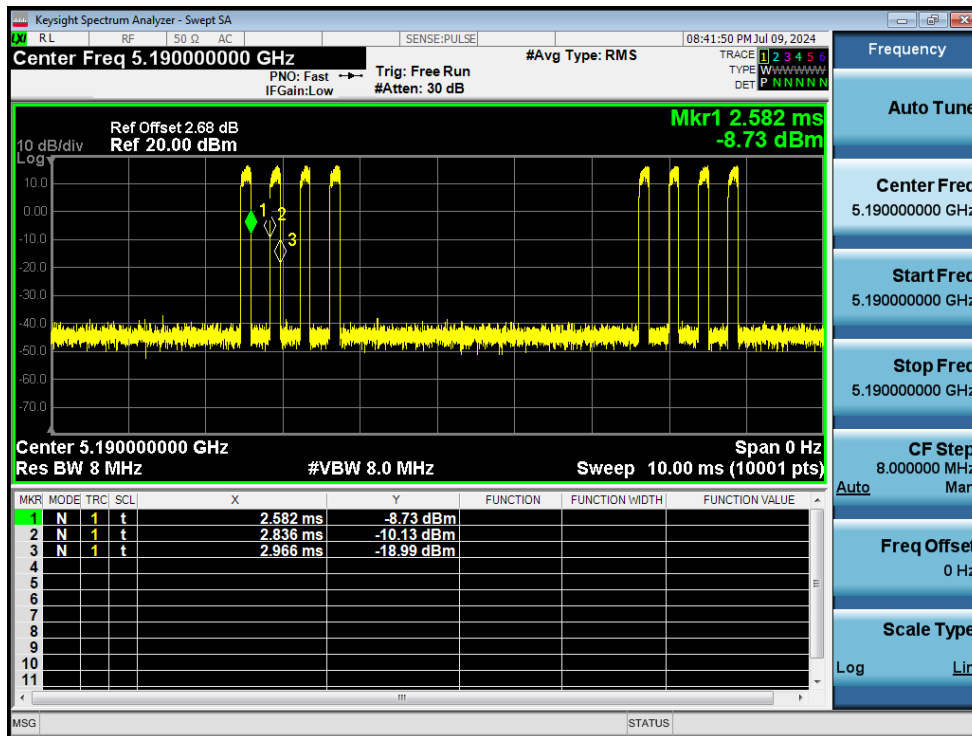 Keysight Spectrum Analyzer - Swept SA
LXI RL RF 50 Ω AC SENSE:PULSE 08:41:50 PM Jul 09, 2024
Center Freq 5.190000000 GHz #Avg Type: RMS TRACE 1 2 3 4 5 6
PNO: Fast Trig: Free Run TYPE WWWWWW
IFGain:Low #Atten: 30 dB DET P N N N N N
Mkr1 2.582 ms
Ref Offset 2.68 dB
-8.73 dBm
10 dB/div Ref 20.00 dBm
Log
10.0
0.00
-10.0
-20.0
-30.0
-40.0
-50.0
-60.0
-70.0
1
2
3
Center 5.190000000 GHz Span 0 Hz
Res BW 8 MHz #VBW 8.0 MHz Sweep 10.00 ms (10001 pts)
MKR MODE TRC SCL X Y FUNCTION FUNCTION WIDTH FUNCTION VALUE
1 N 1 t 2.582 ms -8.73 dBm
2 N 1 t 2.836 ms -10.13 dBm
3 N 1 t 2.966 ms -18.99 dBm
4
5
6
7
8
9
10
11
MSG STATUS
Frequency
Auto Tune
Center Freq
5.190000000 GHz
Start Freq
5.190000000 GHz
Stop Freq
5.190000000 GHz
CF Step
8.000000 MHz
Auto Man
Freq Offset
0 Hz
Scale Type
Log Lin